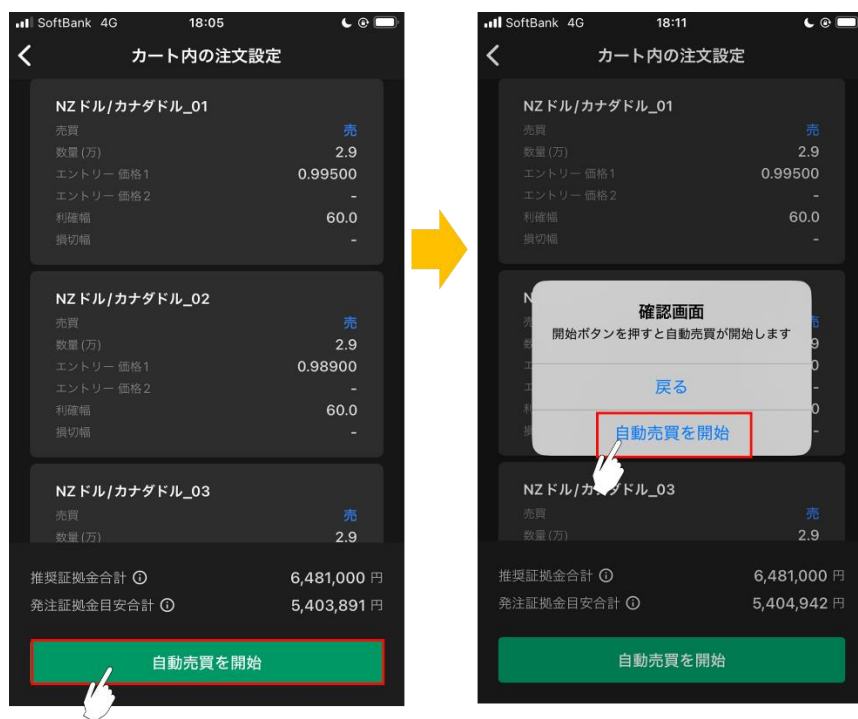 SoftBank 4G 18:05
カート内の注文設定
NZドル/カナダドル_01
売買 売
数量(万) 2.9
エントリー価格1 0.99500
エントリー価格2 -
利確幅 60.0
損切幅 -
NZドル/カナダドル_02
売買 売
数量(万) 2.9
エントリー価格1 0.98900
エントリー価格2 -
利確幅 60.0
損切幅 -
NZドル/カナダドル_03
売買 売
数量(万) 2.9
推奨証拠金合計 6,481,000 円
発注証拠金目安合計 5,403,891 円
自動売買を開始
SoftBank 4G 18:11
カート内の注文設定
NZドル/カナダドル_01
売買 売
数量(万) 2.9
エントリー価格1 0.99500
エントリー価格2 -
利確幅 60.0
損切幅 -
確認画面
開始ボタンを押すと自動売買が開始します
戻る
自動売買を開始
NZドル/カナダドル_03
売買 売
数量(万) 2.9
推奨証拠金合計 6,481,000 円
発注証拠金目安合計 5,404,942 円
自動売買を開始